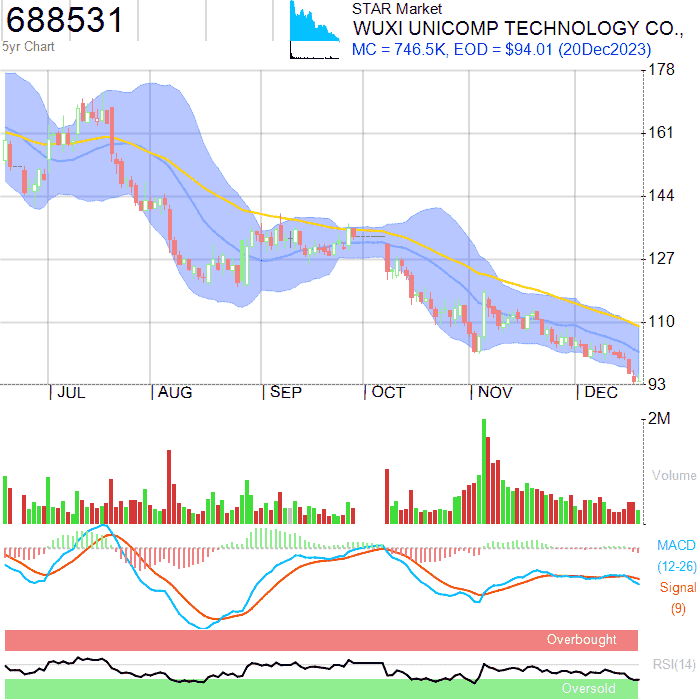 688531
5yr Chart
STAR Market
WUXI UNICOMP TECHNOLOGY CO.,
MC = 746.5K, EOD = $94.01 (20Dec2023)
178
161
144
127
110
93
JUL
AUG
SEP
OCT
NOV
DEC
2M
Volume
MACD
(12-26)
Signal
(9)
Overbought
RSI(14)
Oversold